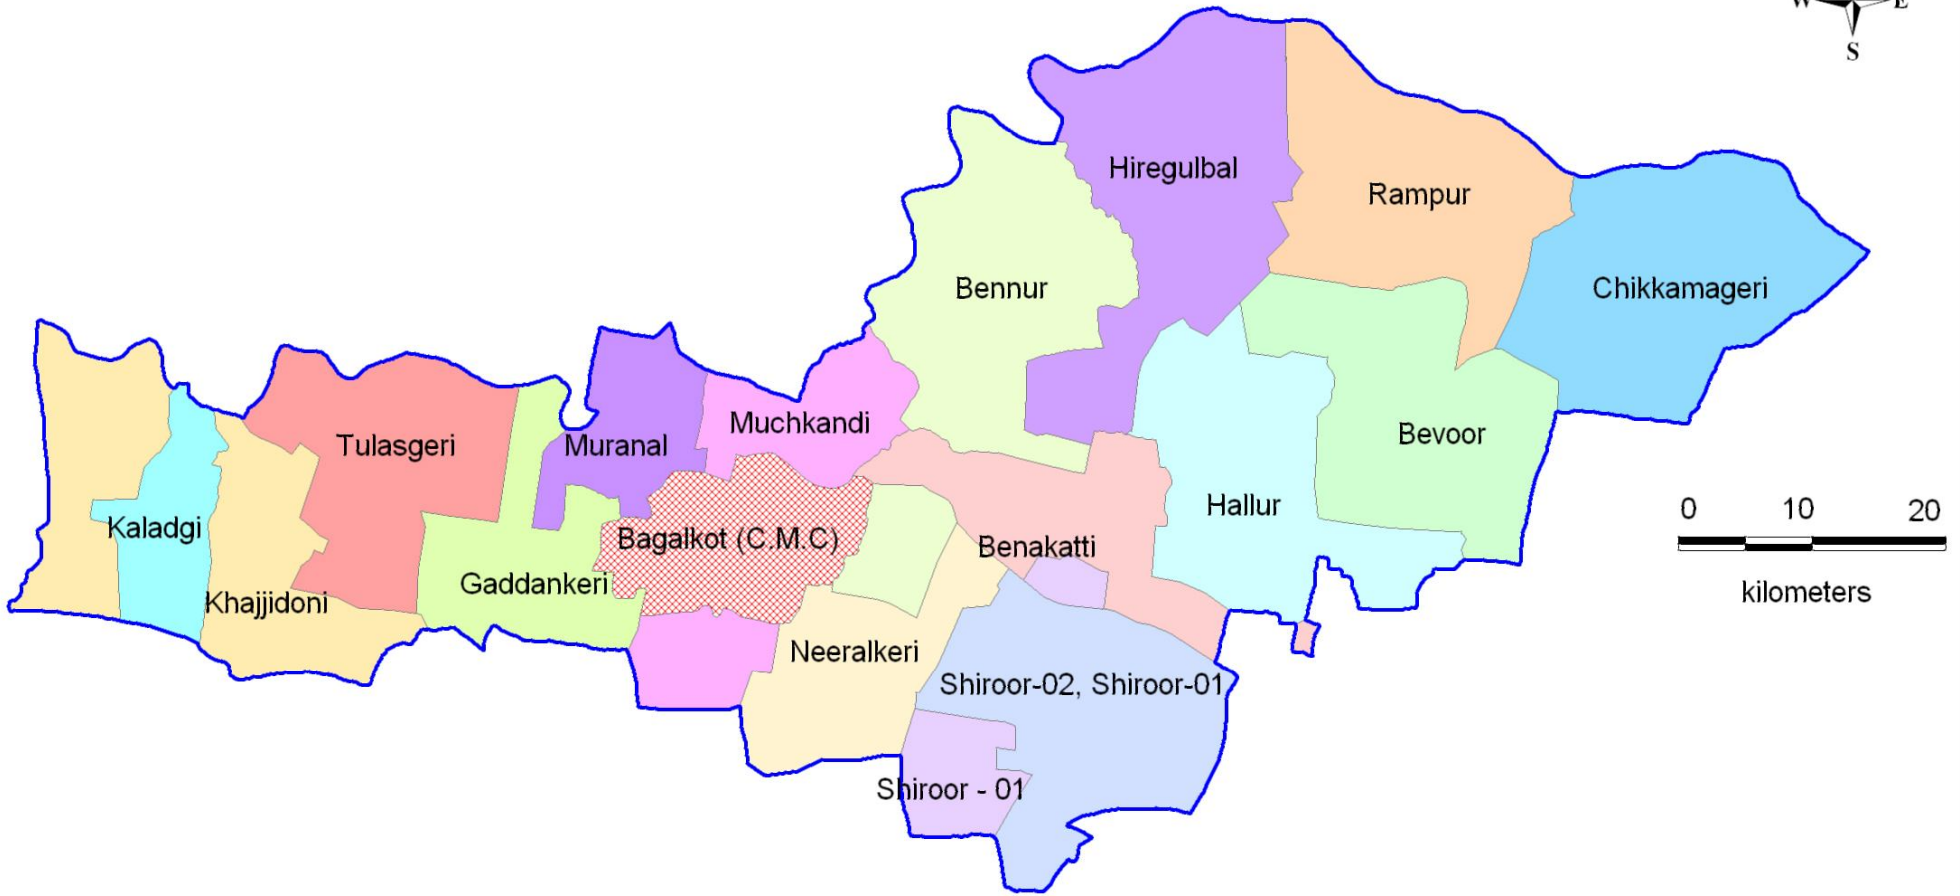 W E
S
Hiregulbal
Rampur
Bennur
Chikkamageri
Muchkandi
Tulasgeri
Muranal
Bevoor
Hallur
Kaladgi
Bagalkot (C.M.C)
Benakatti
Gaddankeri
Khajjidoni
Neeralkeri
Shiroor-02, Shiroor-01
Shiroor - 01
0 10 20
kilometers